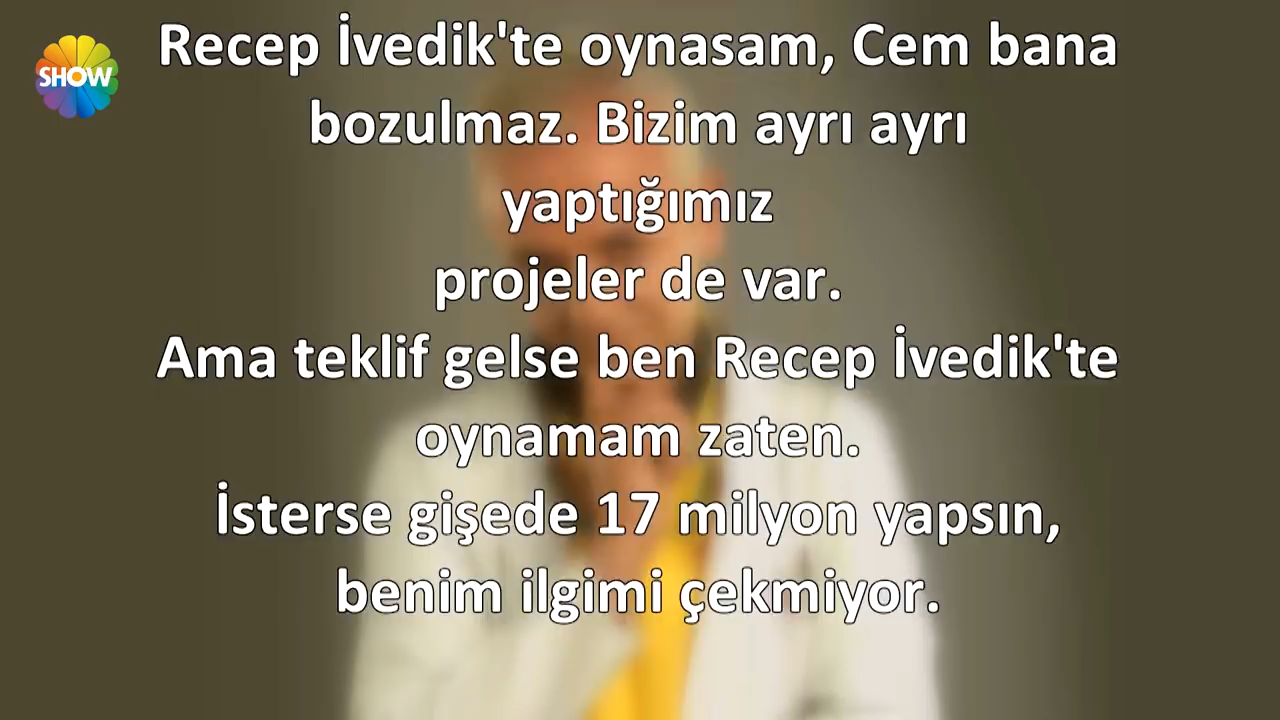 SHOW
Recep İvedik'te oynasam, Cem bana
bozulmaz. Bizim ayrı ayrı
yaptığımız
projeler de var.
Ama teklif gelse ben Recep İvedik'te
oynamam zaten.
İsterse gişede 17 milyon yapsın,
benim ilgimi çekmiyor.